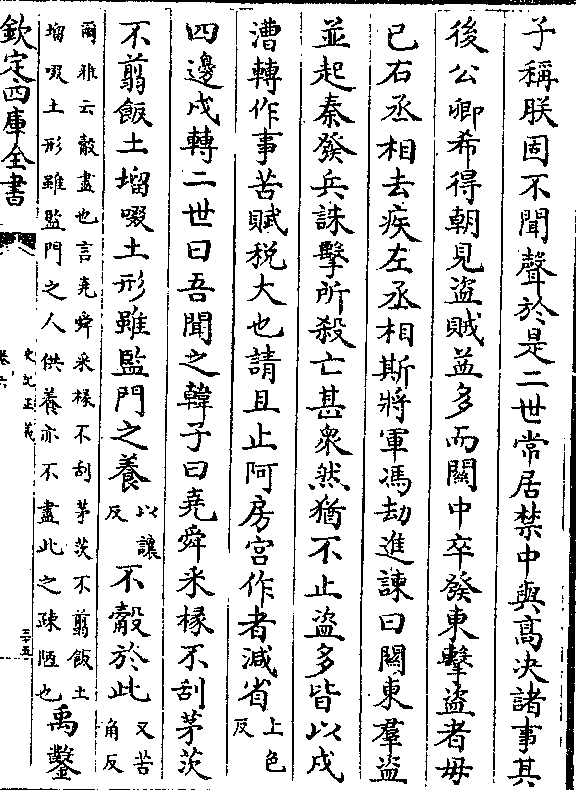 子稱朕固不聞聲於是二世常居禁中與髙决諸事其
後公卿希得朝見盗賊益多而關中卒發東擊盗者毋
已右丞相去疾左丞相斯將軍馮劫進諫曰闗東羣盗
並起秦發兵誅擊所殺亡甚衆然猶不止盗多皆以戍
漕轉作事苦賦税大也請且止阿房宫作者減省上色反
四邊戍轉二世曰吾聞之韓子曰堯舜采椽不刮茅茨
不翦飯土塯啜土形雖監門之養以讓反不觳於此又苦角反
爾雅云觳盡也言堯舜采椽不刮茅茨不翦飯土
塯啜土形雖監門之人供養亦不盡此之疎陋也
禹鑿
欽定四庫全書
史記正義
卷六
三十五